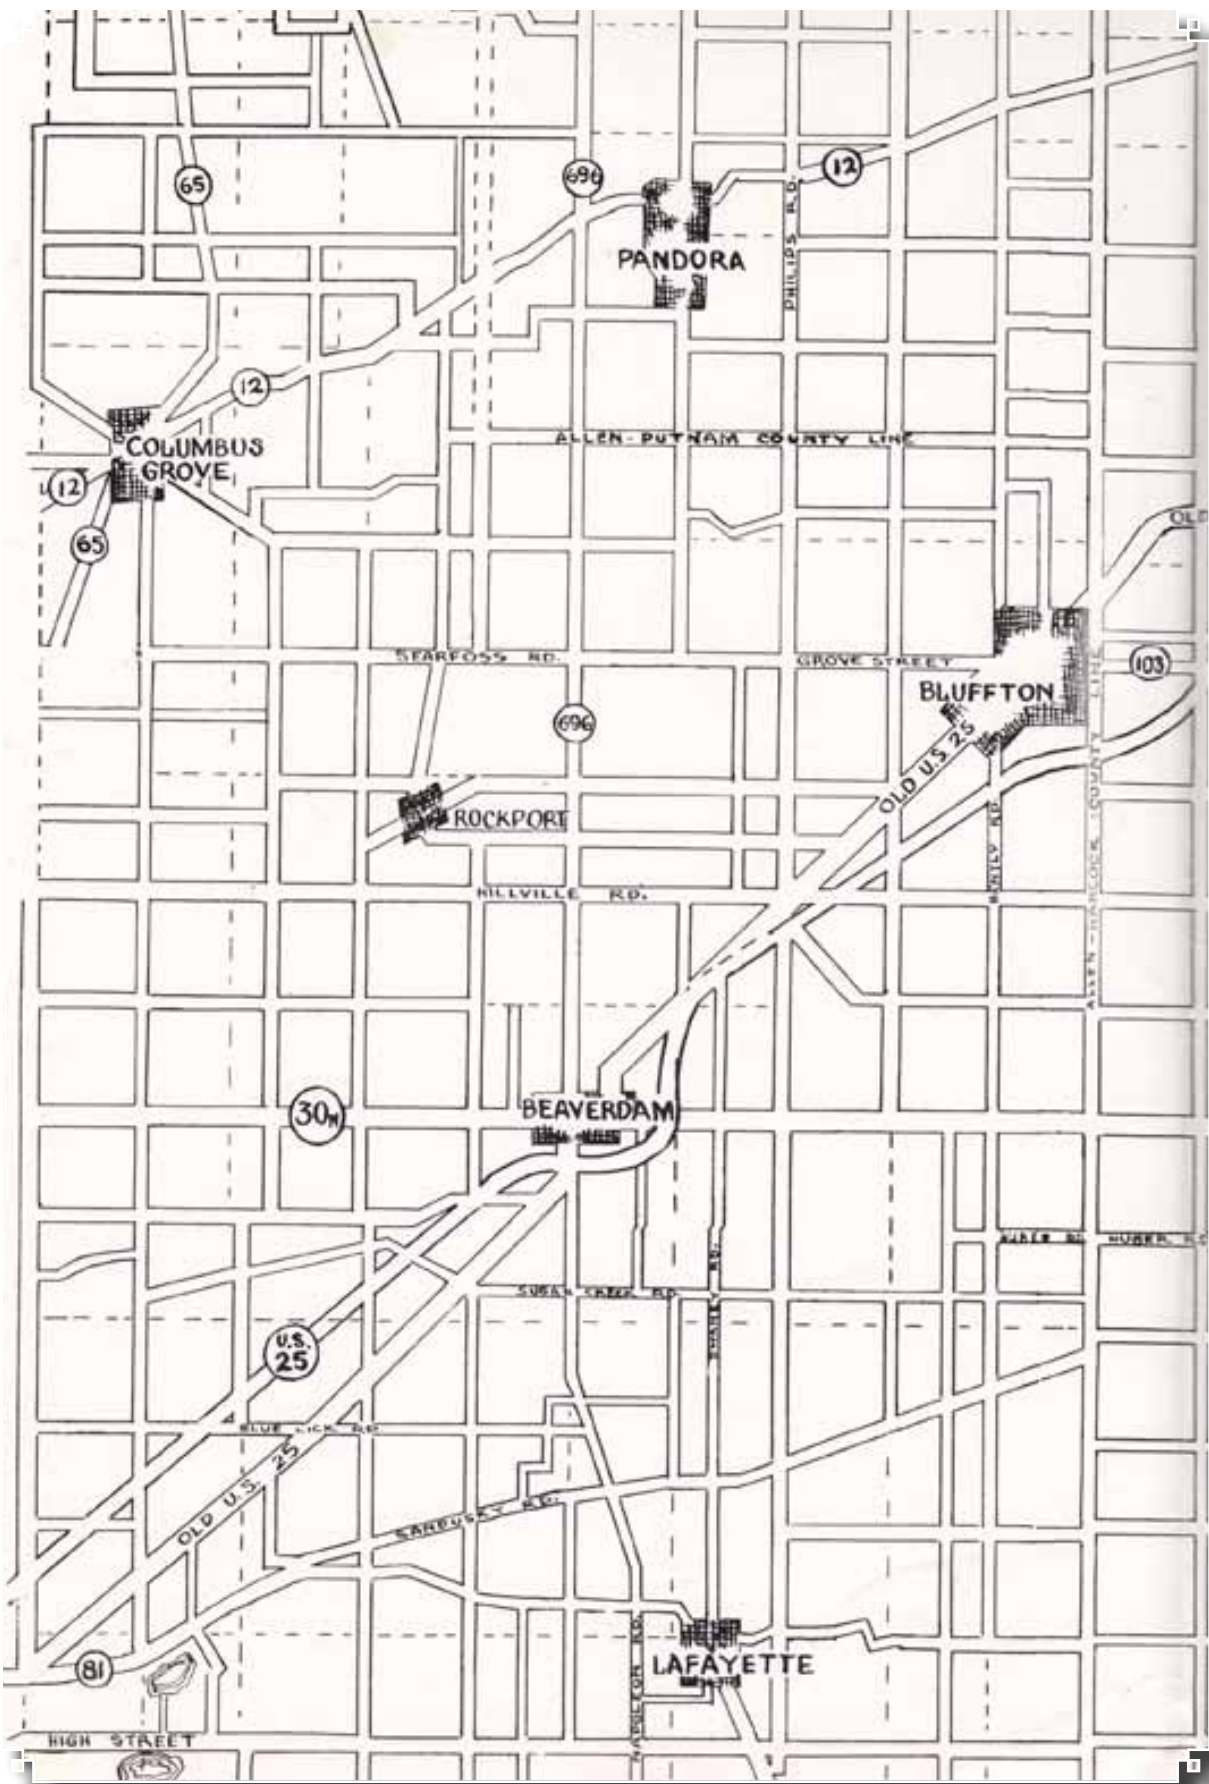 65
696
12
PANDORA
PHILIPS RD.
12
COLUMBUS
GROVE
12
65
ALLEN-PUTNAM COUNTY LINE
OLD
SEARFOSS RD.
GROVE STREET
103
BLUFFTON
696
OLD U.S. 25
ROCKPORT
HILLVILLE RD.
ALLEN-HANCOCK COUNTY LINE
30N
BEAVERDAM
HUBER RD.
HUBER RD
SUGAR CREEK RD.
U.S.
25
BLUE LICK RD.
OLD U.S. 25
SANDUSKY RD.
NAPOLEON RD.
LAFAYETTE
81
HIGH STREET